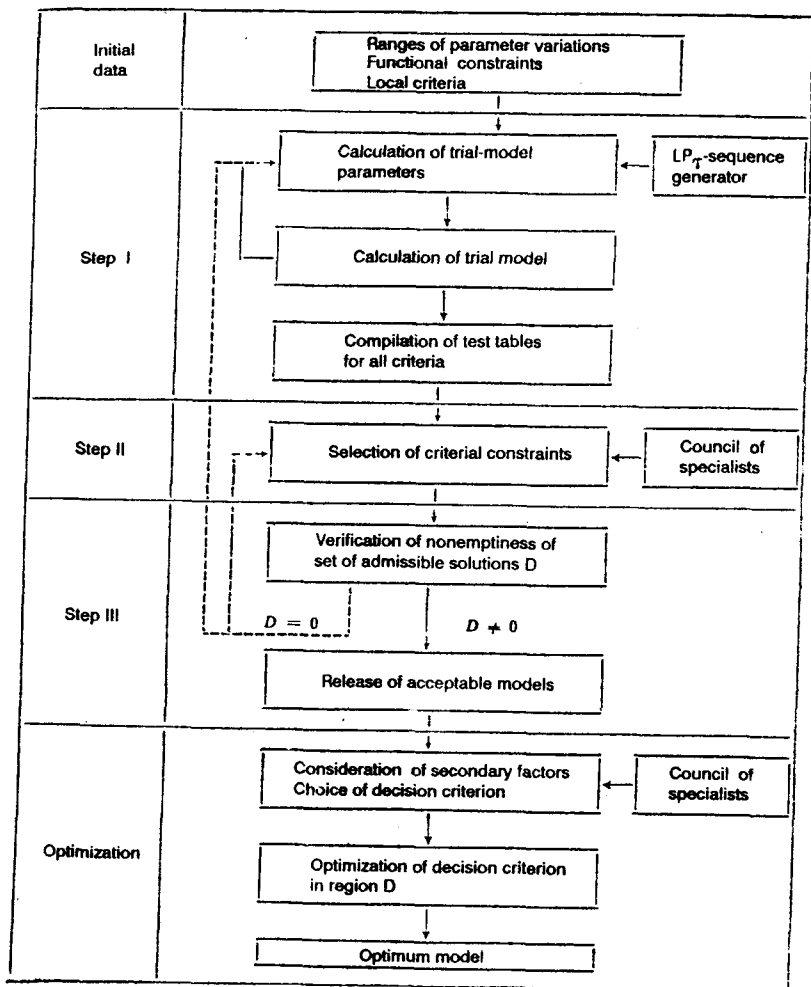 Initial
data
Ranges of parameter variations
Functional constraints
Local criteria
Step I
Calculation of trial-model
parameters
LPτ-sequence
generator
Calculation of trial model
Compilation of test tables
for all criteria
Step II
Selection of criterial constraints
Council of
specialists
Step III
Verification of nonemptiness of
set of admissible solutions D
D = 0
D ≠ 0
Release of acceptable models
Optimization
Consideration of secondary factors
Choice of decision criterion
Council of
specialists
Optimization of decision criterion
in region D
Optimum model